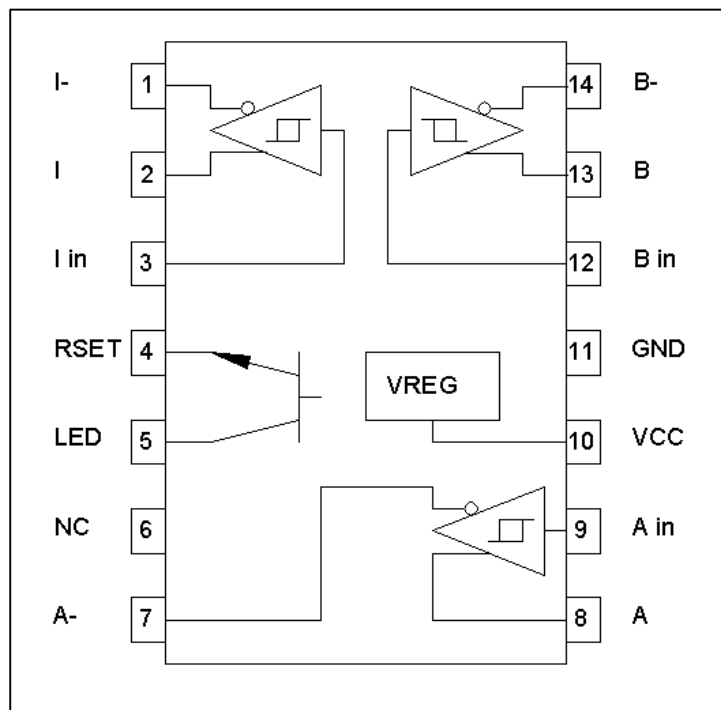 I- 1 14 B-
I 2 13 B
I in 3 12 B in
RSET 4 11 GND
VREG
LED 5 10 VCC
NC 6 9 A in
A- 7 8 A